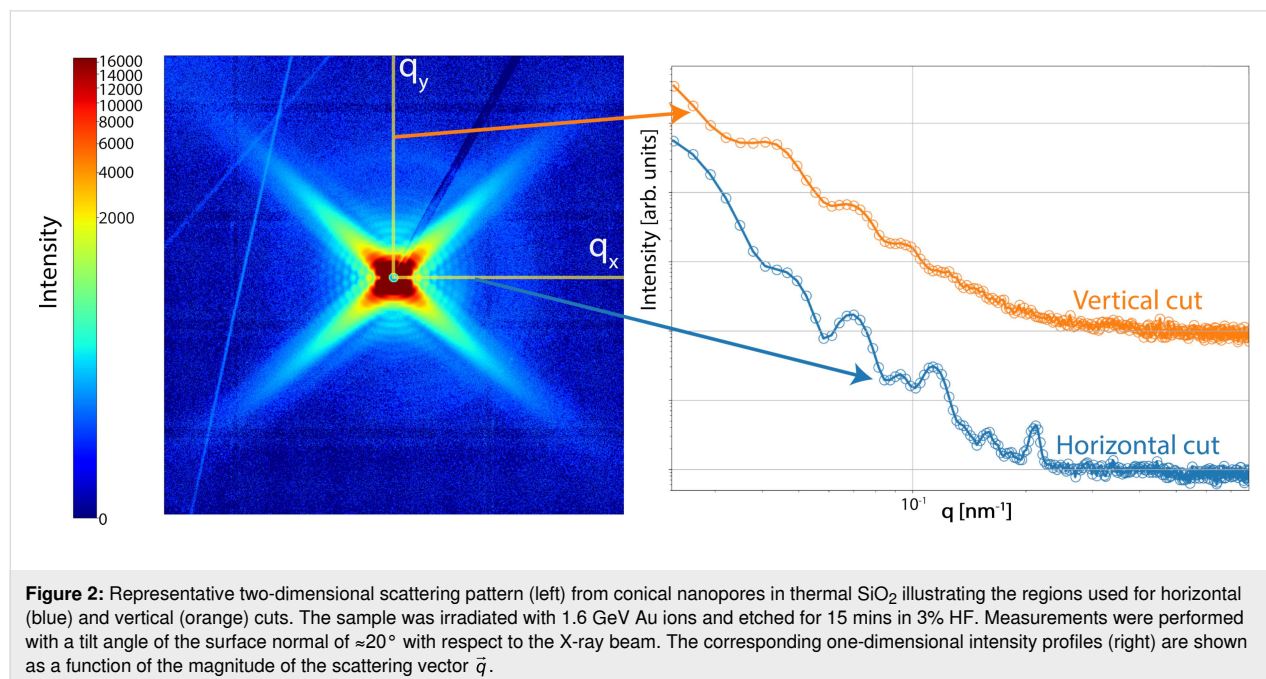 16000
14000
12000
10000
8000
6000
4000
2000
0
Intensity
q_y
q_x
Intensity [arb. units]
Vertical cut
Horizontal cut
10⁻¹
q [nm⁻¹]
Figure 2: Representative two-dimensional scattering pattern (left) from conical nanopores in thermal SiO₂ illustrating the regions used for horizontal
(blue) and vertical (orange) cuts. The sample was irradiated with 1.6 GeV Au ions and etched for 15 mins in 3% HF. Measurements were performed
with a tilt angle of the surface normal of ≈20° with respect to the X-ray beam. The corresponding one-dimensional intensity profiles (right) are shown
as a function of the magnitude of the scattering vector q⃗.